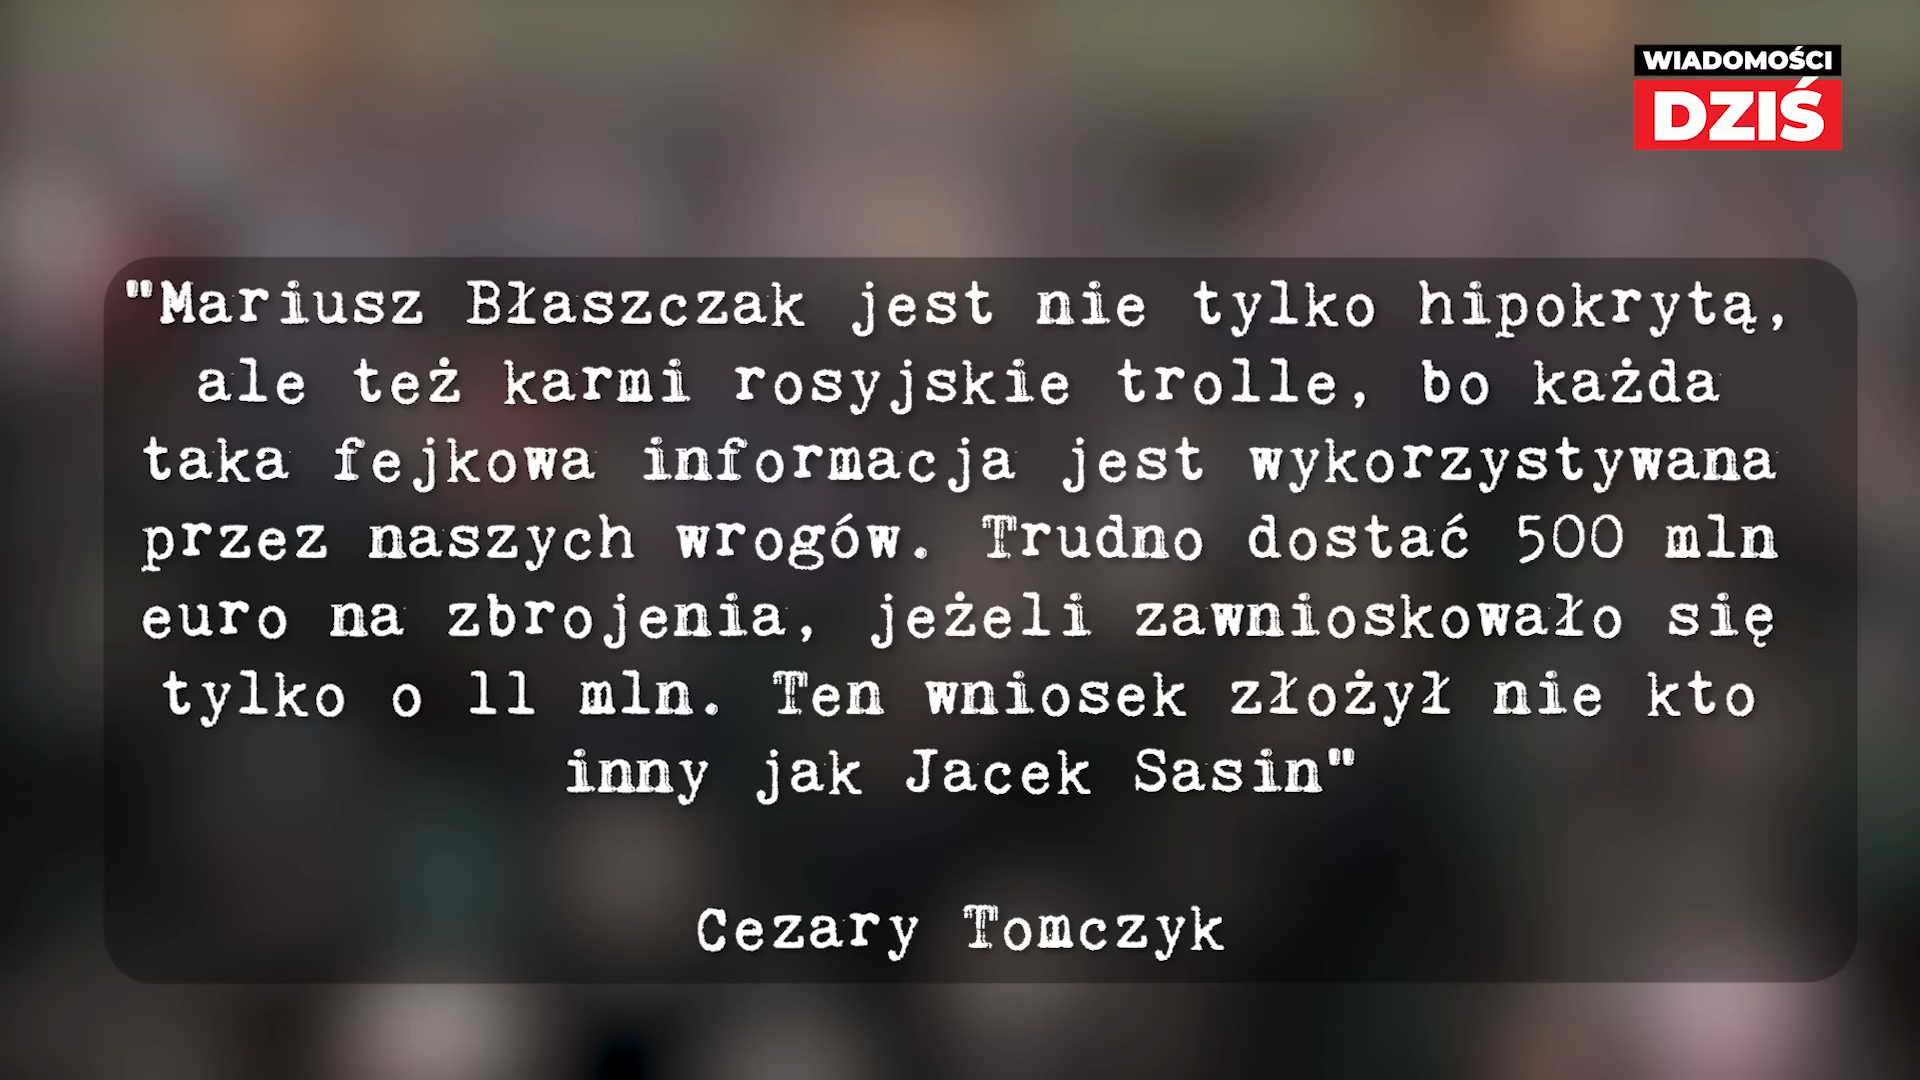 WIADOMOŚCI
DZIŚ
"Mariusz Błaszczak jest nie tylko hipokrytą,
ale też karmi rosyjskie trolle, bo każda
taka fejkowa informacja jest wykorzystywana
przez naszych wrogów. Trudno dostać 500 mln
euro na zbrojenia, jeżeli zawnioskowało się
tylko o 11 mln. Ten wniosek złożył nie kto
inny jak Jacek Sasin"
Cezary Tomczyk